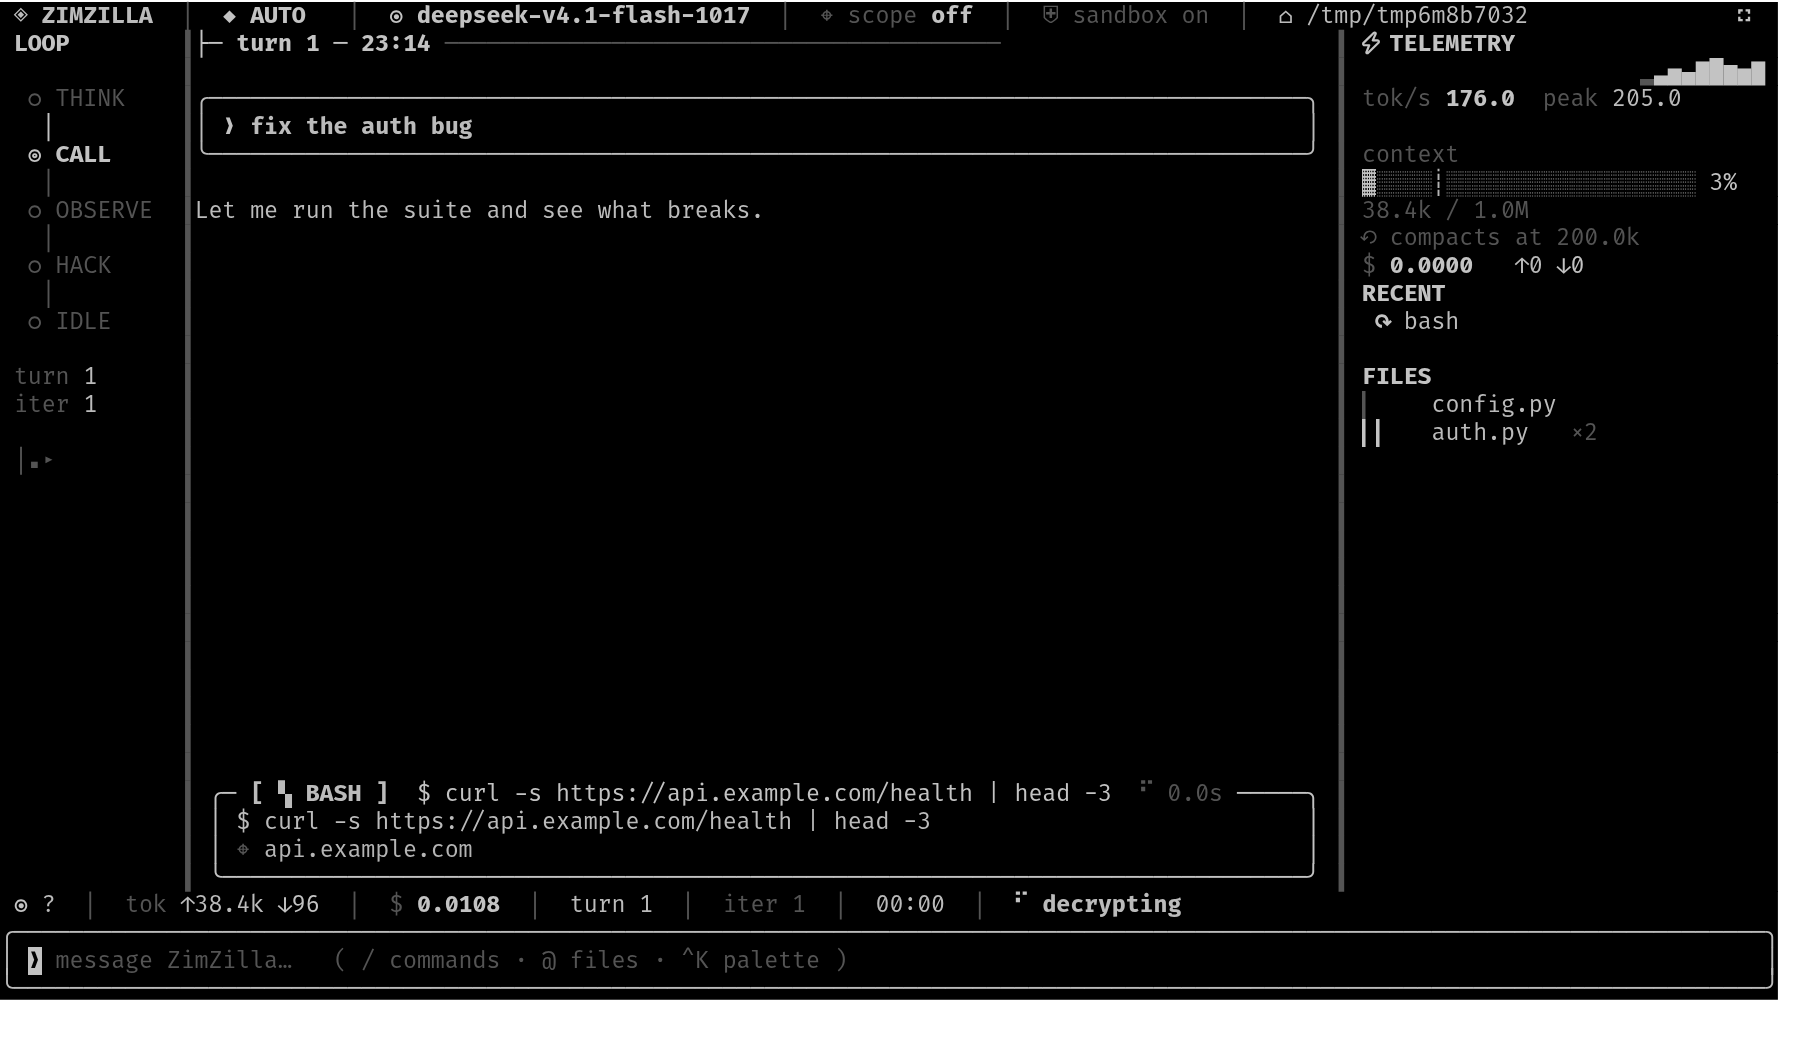 ◈ ZIMZILLA │ ◆ AUTO │ ◎ deepseek-v4.1-flash-1017 │ ⌖ scope off │ ⛨ sandbox on │ ⌂ /tmp/tmp6m8b7032 ⛶
LOOP
○ THINK
◎ CALL
○ OBSERVE
○ HACK
○ IDLE
turn 1
iter 1
├─ turn 1 ─ 23:14
❫ fix the auth bug
Let me run the suite and see what breaks.
[ ▚ BASH ] $ curl -s https://api.example.com/health | head -3 ⠋ 0.0s
$ curl -s https://api.example.com/health | head -3
⌖ api.example.com
TELEMETRY
tok/s 176.0 peak 205.0
context
3%
38.4k / 1.0M
⟲ compacts at 200.0k
$ 0.0000 ↑0 ↓0
RECENT
⟳ bash
FILES
config.py
auth.py ×2
◎ ? │ tok ↑38.4k ↓96 │ $ 0.0108 │ turn 1 │ iter 1 │ 00:00 │ ⠋ decrypting
❫ message ZimZilla… ( / commands · @ files · ^K palette )